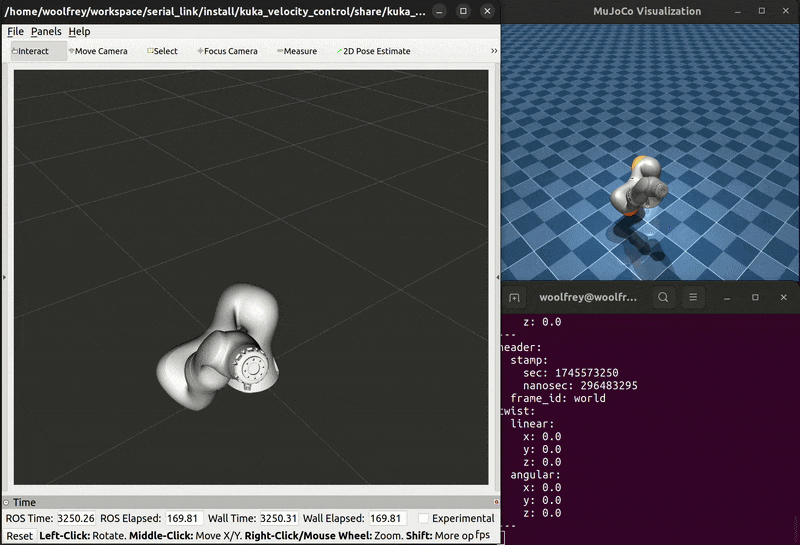 /home/woolfrey/workspace/serial_link/install/kuka_velocity_control/share/kuka_...
File Panels Help
Interact Move Camera Select Focus Camera Measure 2D Pose Estimate »
Time
ROS Time: 3250.26 ROS Elapsed: 169.81 Wall Time: 3250.31 Wall Elapsed: 169.81 Experimental
Reset Left-Click: Rotate. Middle-Click: Move X/Y. Right-Click/Mouse Wheel: Zoom. Shift: More op fps
MuJoCo Visualization
woolfrey@woolfr...
z: 0.0
---
header:
stamp:
sec: 1745573250
nanosec: 296483295
frame_id: world
twist:
linear:
x: 0.0
y: 0.0
z: 0.0
angular:
x: 0.0
y: 0.0
z: 0.0
---